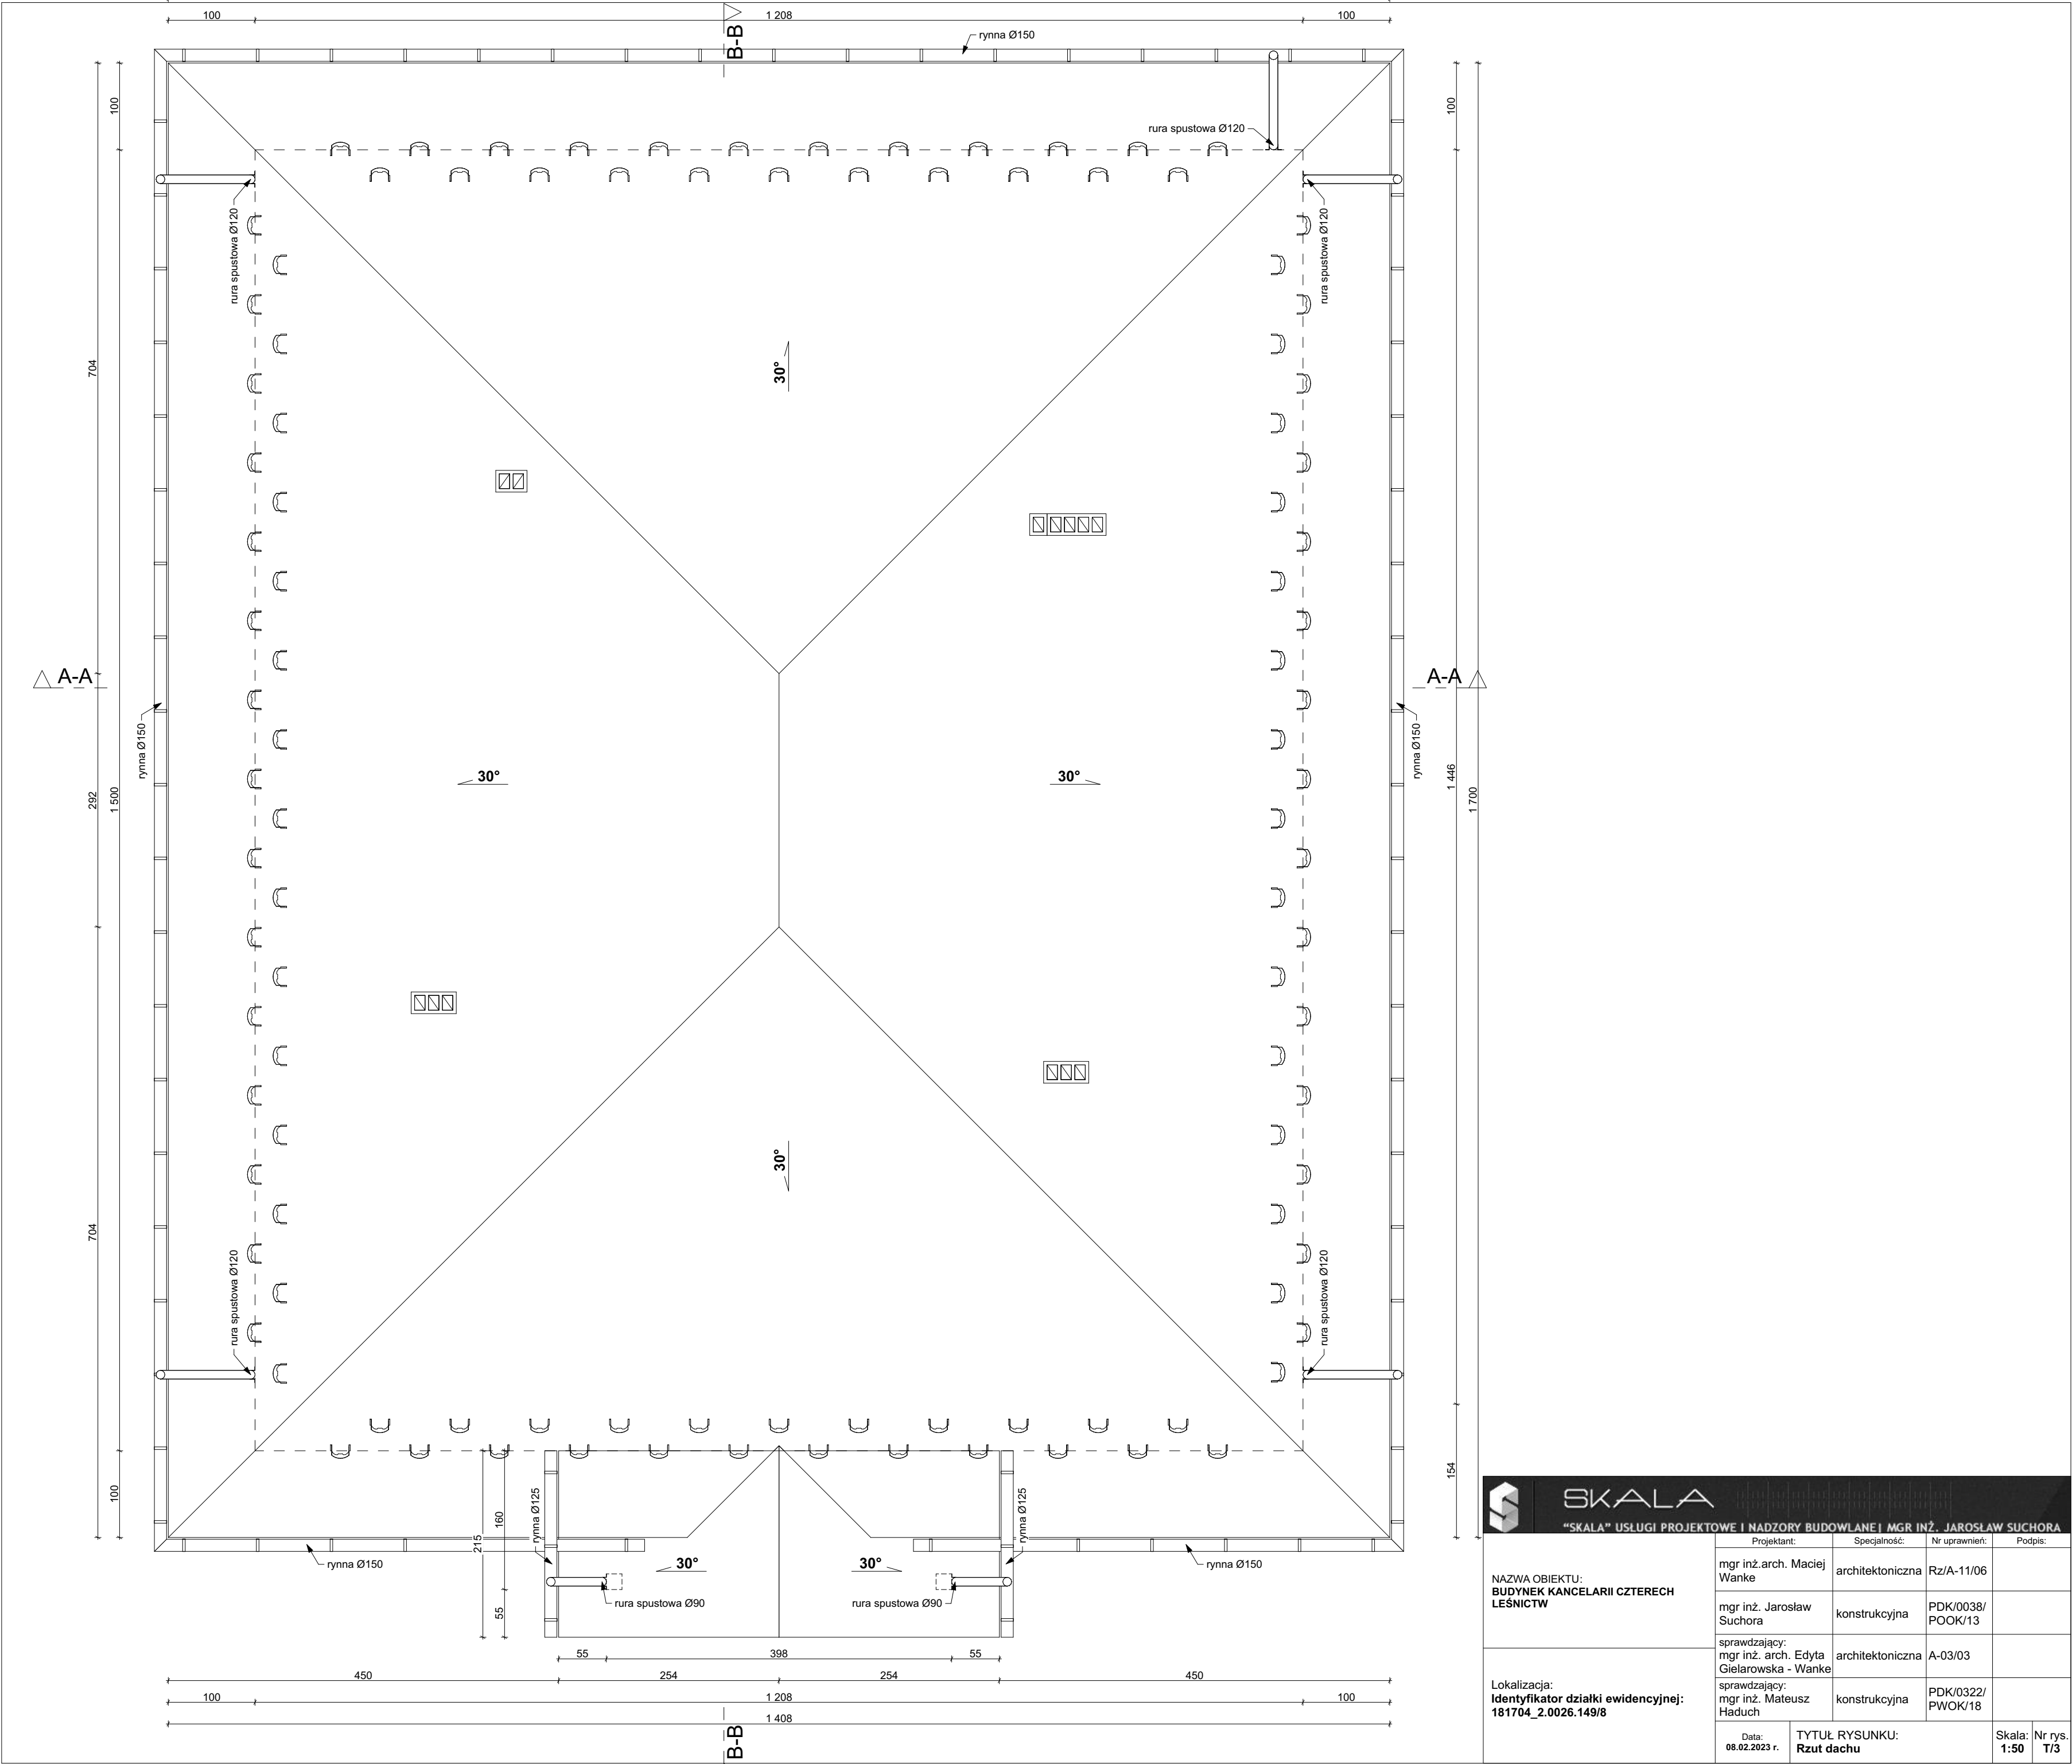 100
1 208
100
B-B
rynna Ø150
100
100
rura spustowa Ø120
rura spustowa Ø120
rura spustowa Ø120
704
30°
A-A
A-A
rynna Ø150
rynna Ø150
30°
30°
292
1 500
1 446
1 700
30°
704
rura spustowa Ø120
rura spustowa Ø120
100
154
215
160
55
rynna Ø125
rynna Ø125
rynna Ø150
30°
30°
rynna Ø150
rura spustowa Ø90
rura spustowa Ø90
55
398
55
450
254
254
450
100
1 208
100
1 408
B-B
SKALA
“SKALA” USŁUGI PROJEKTOWE I NADZORY BUDOWLANE| MGR INŻ. JAROSŁAW SUCHORA
Projektant:
Specjalność:
Nr uprawnień:
Podpis:
NAZWA OBIEKTU:
BUDYNEK KANCELARII CZTERECH
LEŚNICTW
mgr inż.arch. Maciej
Wanke
architektoniczna
Rz/A-11/06
mgr inż. Jarosław
Suchora
konstrukcyjna
PDK/0038/
POOK/13
sprawdzający:
mgr inż. arch. Edyta
Gielarowska - Wanke
architektoniczna
A-03/03
Lokalizacja:
Identyfikator działki ewidencyjnej:
181704_2.0026.149/8
sprawdzający:
mgr inż. Mateusz
Haduch
konstrukcyjna
PDK/0322/
PWOK/18
Data:
08.02.2023 r.
TYTUŁ RYSUNKU:
Rzut dachu
Skala:
1:50
Nr rys.
T/3